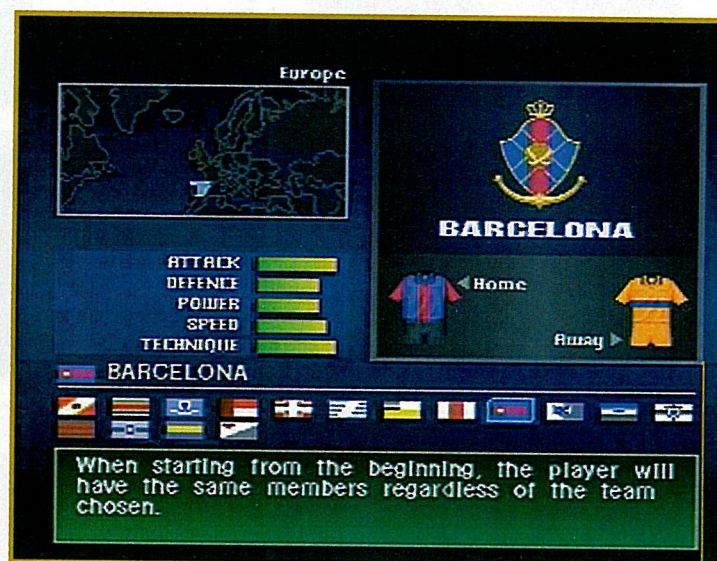 Europe
BARCELONA
ATTACK
DEFENCE
POWER
SPEED
TECHNIQUE
Home
Away
BARCELONA
When starting from the beginning, the player will
have the same members regardless of the team
chosen.